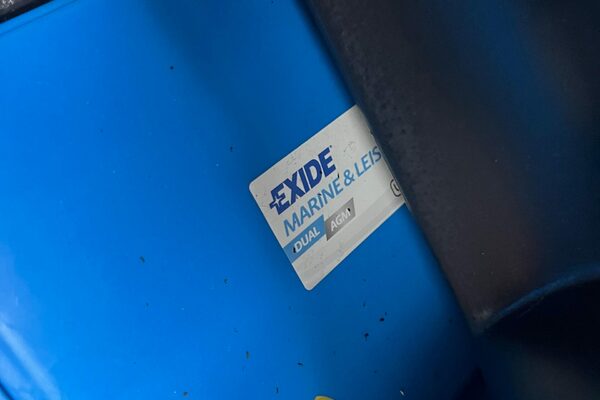 EXIDE
MARINE & LEIS
DUAL AGM